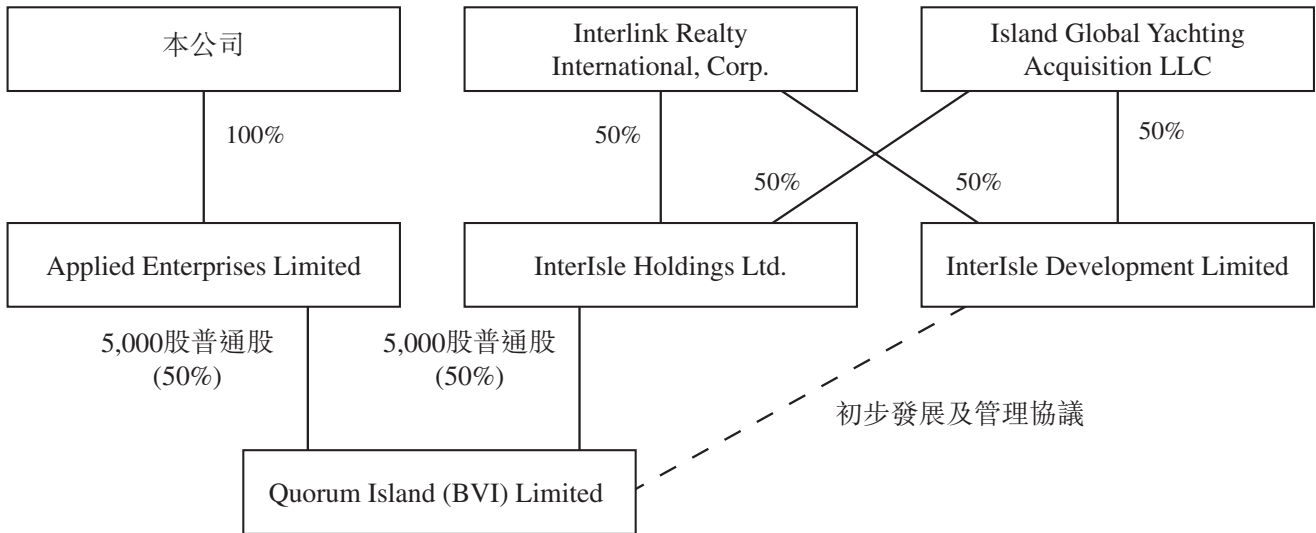 本公司
Interlink Realty
International, Corp.
Island Global Yachting
Acquisition LLC
100%
50%
50%
50%
50%
Applied Enterprises Limited
InterIsle Holdings Ltd.
InterIsle Development Limited
5,000股普通股
(50%)
5,000股普通股
(50%)
初步發展及管理協議
Quorum Island (BVI) Limited